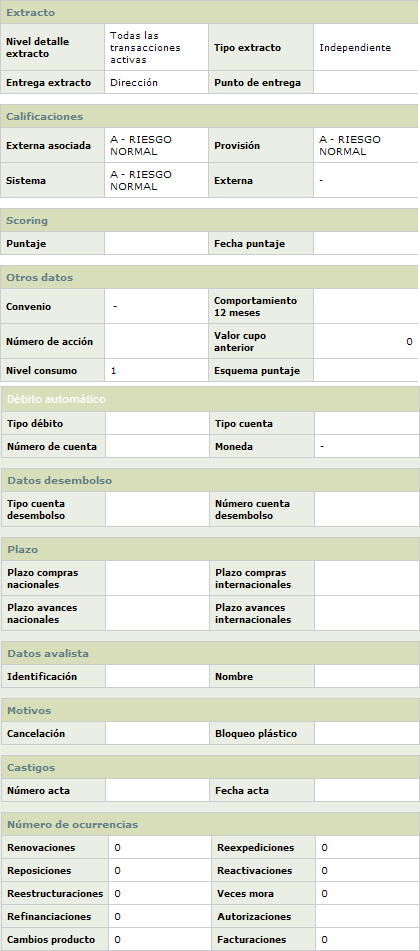 Extracto
Nivel detalle extracto Todas las transacciones activas Tipo extracto Independiente
Entrega extracto Dirección Punto de entrega
Calificaciones
Externa asociada A - RIESGO NORMAL Provisión A - RIESGO NORMAL
Sistema A - RIESGO NORMAL Externa -
Scoring
Puntaje Fecha puntaje
Otros datos
Convenio - Comportamiento 12 meses
Número de acción Valor cupo anterior 0
Nivel consumo 1 Esquema puntaje
Débito automático
Tipo débito Tipo cuenta
Número de cuenta Moneda -
Datos desembolso
Tipo cuenta desembolso Número cuenta desembolso
Plazo
Plazo compras nacionales Plazo compras internacionales
Plazo avances nacionales Plazo avances internacionales
Datos avalista
Identificación Nombre
Motivos
Cancelación Bloqueo plástico
Castigos
Número acta Fecha acta
Número de ocurrencias
Renovaciones 0 Reexpediciones 0
Reposiciones 0 Reactivaciones 0
Reestructuraciones 0 Veces mora 0
Refinanciaciones 0 Autorizaciones
Cambios producto 0 Facturaciones 0